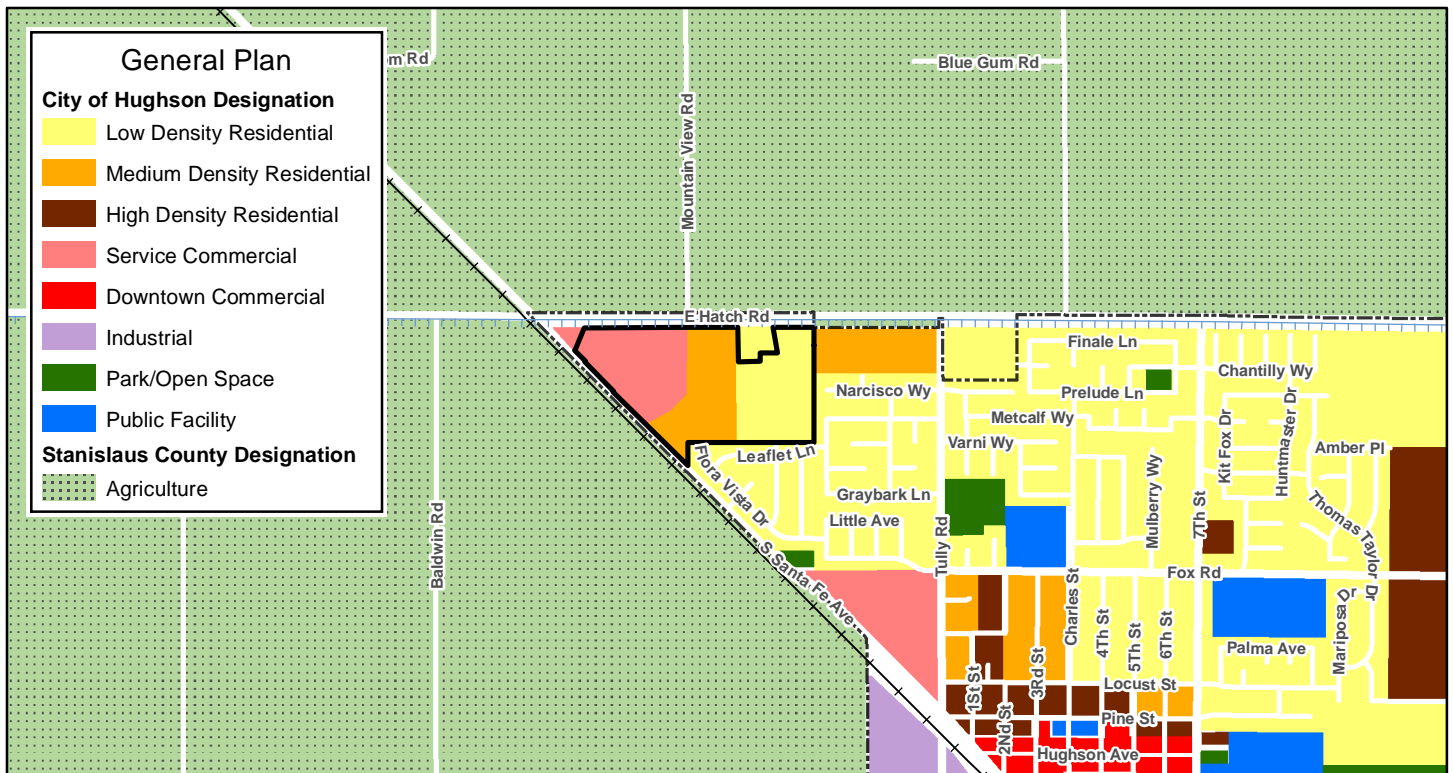 General Plan
City of Hughson Designation
Low Density Residential
Medium Density Residential
High Density Residential
Service Commercial
Downtown Commercial
Industrial
Park/Open Space
Public Facility
Stanislaus County Designation
Agriculture
om Rd
Blue Gum Rd
Mountain View Rd
E Hatch Rd
Finale Ln
Chantilly Wy
Narcisco Wy
Prelude Ln
Metcalf Wy
Kit Fox Dr
Huntmaster Dr
Varni Wy
Amber Pl
Leaflet Ln
Flora Vista Dr
Graybark Ln
Mulberry Wy
7Th St
Thomas Taylor Dr
Little Ave
Baldwin Rd
Tully Rd
S Santa Fe Ave
Fox Rd
Charles St
4Th St
5Th St
6Th St
Mariposa Dr
Palma Ave
3Rd St
1St St
Locust St
2Nd St
Pine St
Hughson Ave